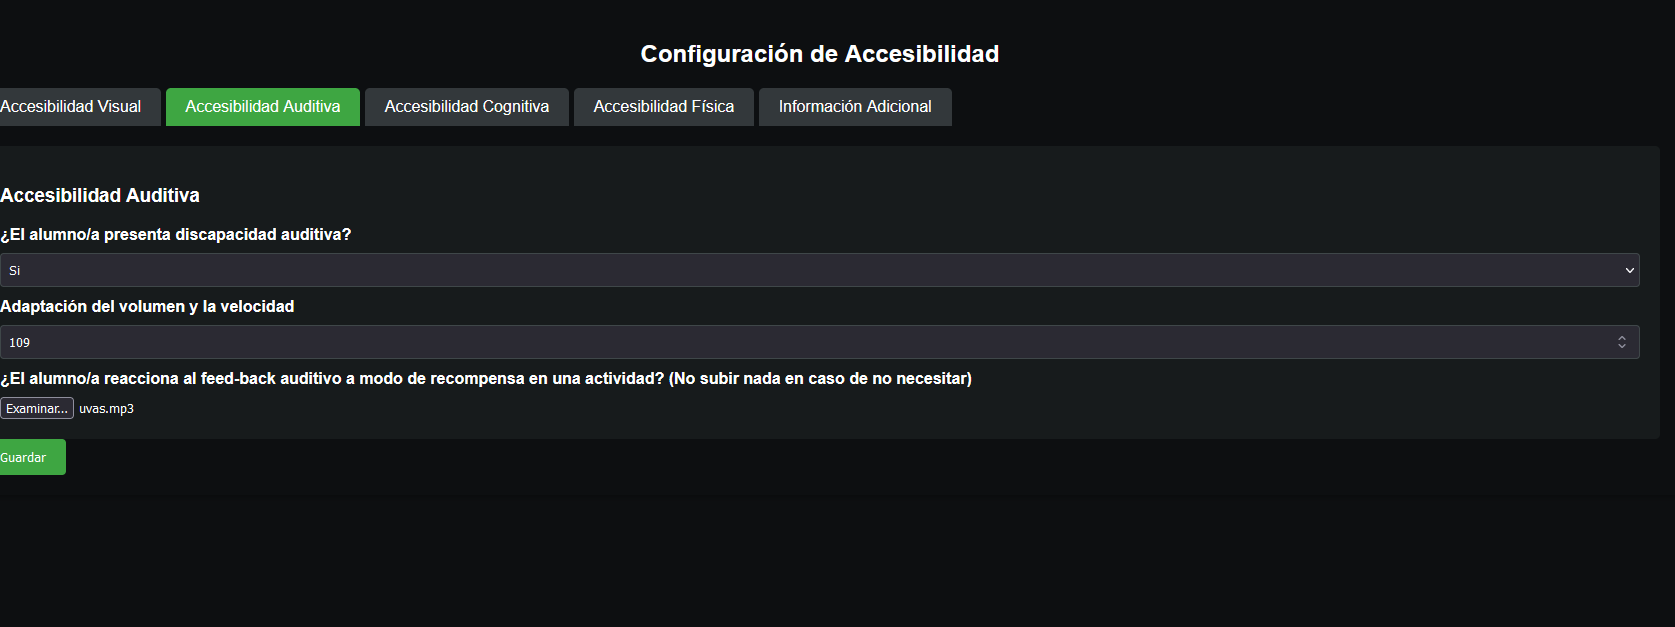 Configuración de Accesibilidad
Accesibilidad Visual Accesibilidad Auditiva Accesibilidad Cognitiva Accesibilidad Física Información Adicional
Accesibilidad Auditiva
¿El alumno/a presenta discapacidad auditiva?
Si
Adaptación del volumen y la velocidad
109
¿El alumno/a reacciona al feed-back auditivo a modo de recompensa en una actividad? (No subir nada en caso de no necesitar)
Examinar... uvas.mp3
Guardar